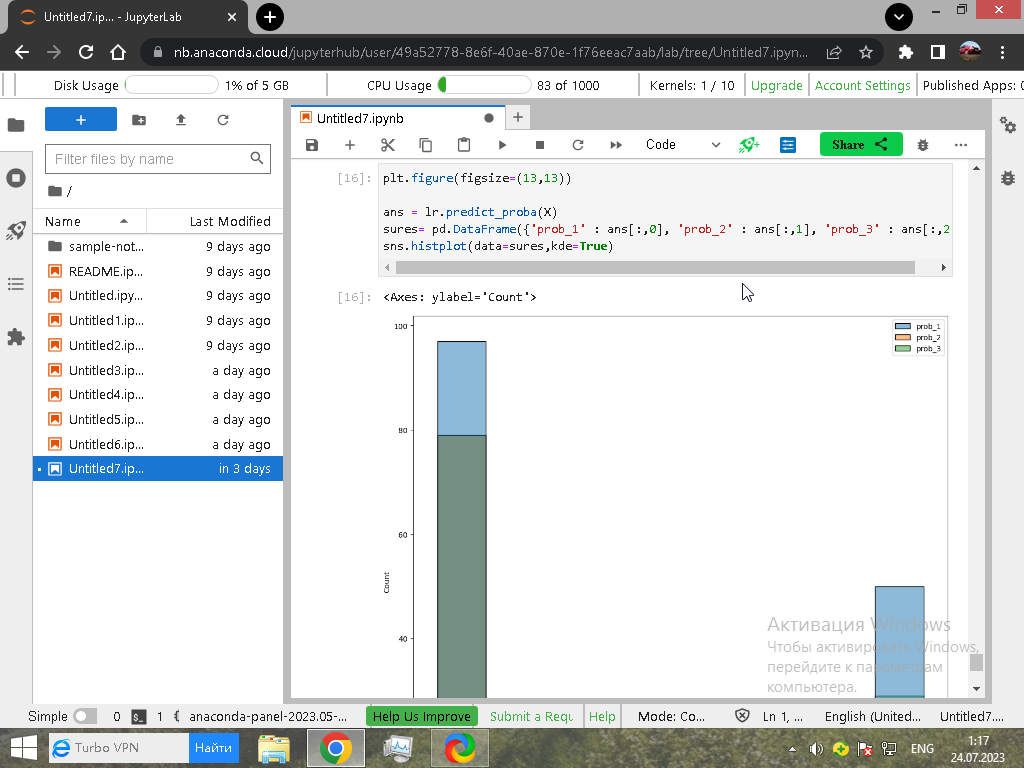 Untitled7.ip... - JupyterLab
nb.anaconda.cloud/jupyterhub/user/49a52778-8e6f-40ae-870e-1f76eeac7aab/lab/tree/Untitled7.ipyn...
Disk Usage 1% of 5 GB CPU Usage 83 of 1000 Kernels: 1 / 10 Upgrade Account Settings Published Apps: 0
Untitled7.ipynb
Filter files by name
Code
Share
/
Name Last Modified
sample-not... 9 days ago
README.ip... 9 days ago
Untitled.ipy... 9 days ago
Untitled1.ip... 9 days ago
Untitled2.ip... 9 days ago
Untitled3.ip... a day ago
Untitled4.ip... a day ago
Untitled5.ip... a day ago
Untitled6.ip... a day ago
Untitled7.ip... in 3 days
[16]: plt.figure(figsize=(13,13))
ans = lr.predict_proba(X)
sures= pd.DataFrame({'prob_1' : ans[:,0], 'prob_2' : ans[:,1], 'prob_3' : ans[:,2
sns.histplot(data=sures,kde=True)
[16]: <Axes: ylabel='Count'>
100
80
60
40
Count
prob_1
prob_2
prob_3
Активация Windows
Чтобы активировать Windows,
перейдите к параметрам
компьютера.
Simple 0 $_ 1 anaconda-panel-2023.05-... Help Us Improve Submit a Requ Help Mode: Co... Ln 1, ... English (United... Untitled7....
Turbo VPN Найти
ENG
1:17
24.07.2023